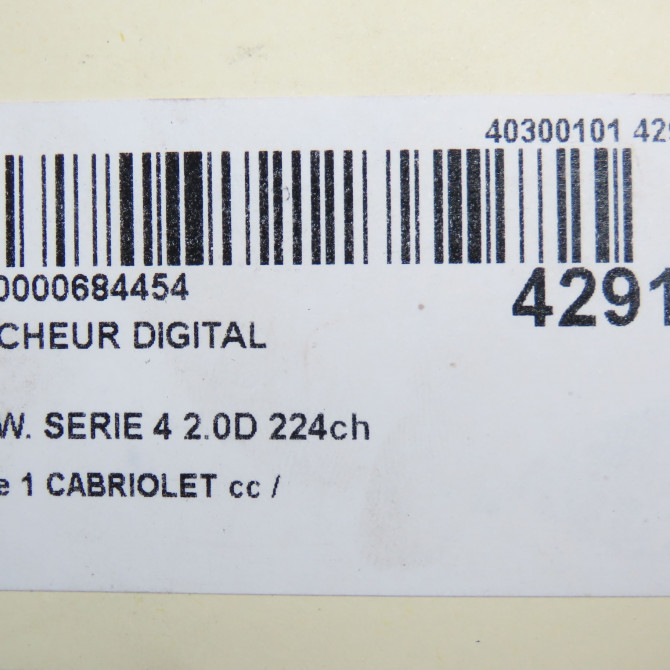 40300101 429
0000684454
4291
CHEUR DIGITAL
W. SERIE 4 2.0D 224ch
e 1 CABRIOLET cc /